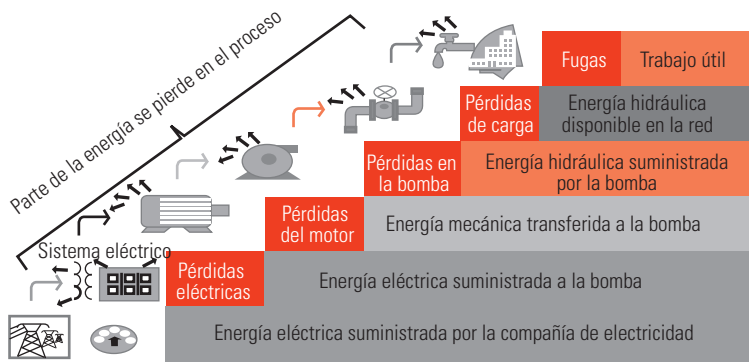 Parte de la energía se pierde en el proceso
Fugas
Trabajo útil
Pérdidas
de carga
Energía hidráulica
disponible en la red
Pérdidas en
la bomba
Energía hidráulica suministrada
por la bomba
Pérdidas
del motor
Energía mecánica transferida a la bomba
Sistema eléctrico
Pérdidas
eléctricas
Energía eléctrica suministrada a la bomba
Energía eléctrica suministrada por la compañía de electricidad